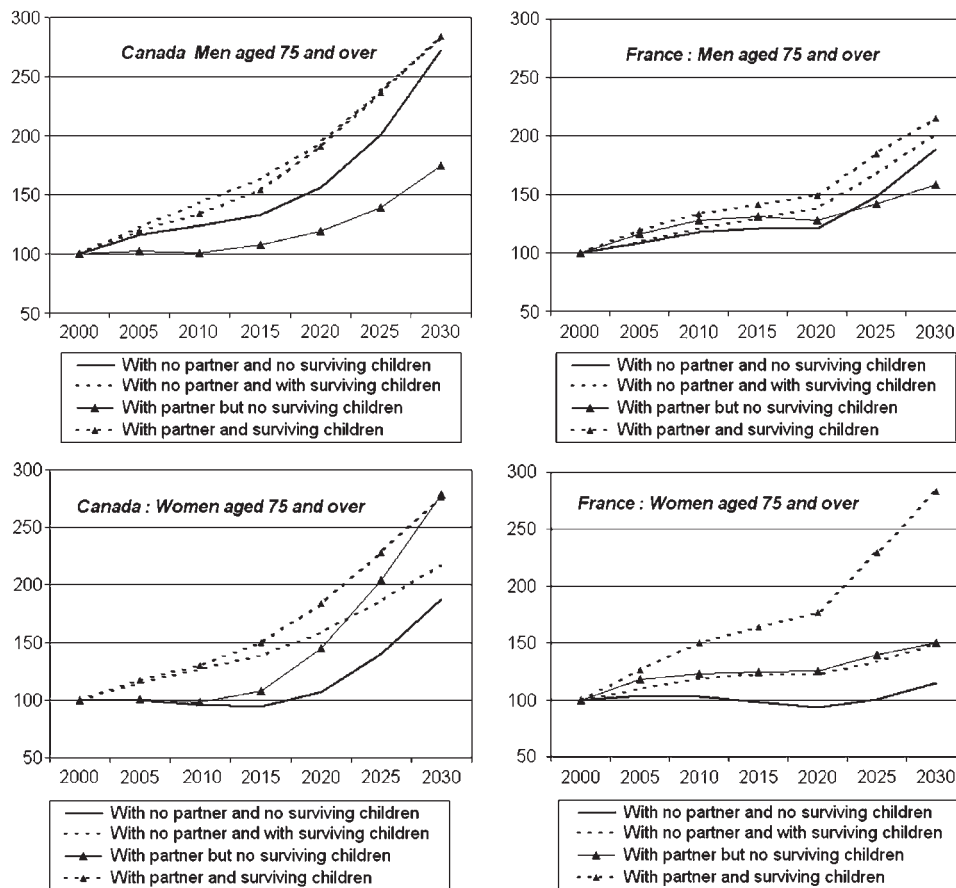 Canada Men aged 75 and over
300
250
200
150
100
50
2000 2005 2010 2015 2020 2025 2030
With no partner and no surviving children
With no partner and with surviving children
With partner but no surviving children
With partner and surviving children
France : Men aged 75 and over
300
250
200
150
100
50
2000 2005 2010 2015 2020 2025 2030
With no partner and no surviving children
With no partner and with surviving children
With partner but no surviving children
With partner and surviving children
Canada : Women aged 75 and over
300
250
200
150
100
50
2000 2005 2010 2015 2020 2025 2030
With no partner and no surviving children
With no partner and with surviving children
With partner but no surviving children
With partner and surviving children
France : Women aged 75 and over
300
250
200
150
100
50
2000 2005 2010 2015 2020 2025 2030
With no partner and no surviving children
With no partner and with surviving children
With partner but no surviving children
With partner and surviving children